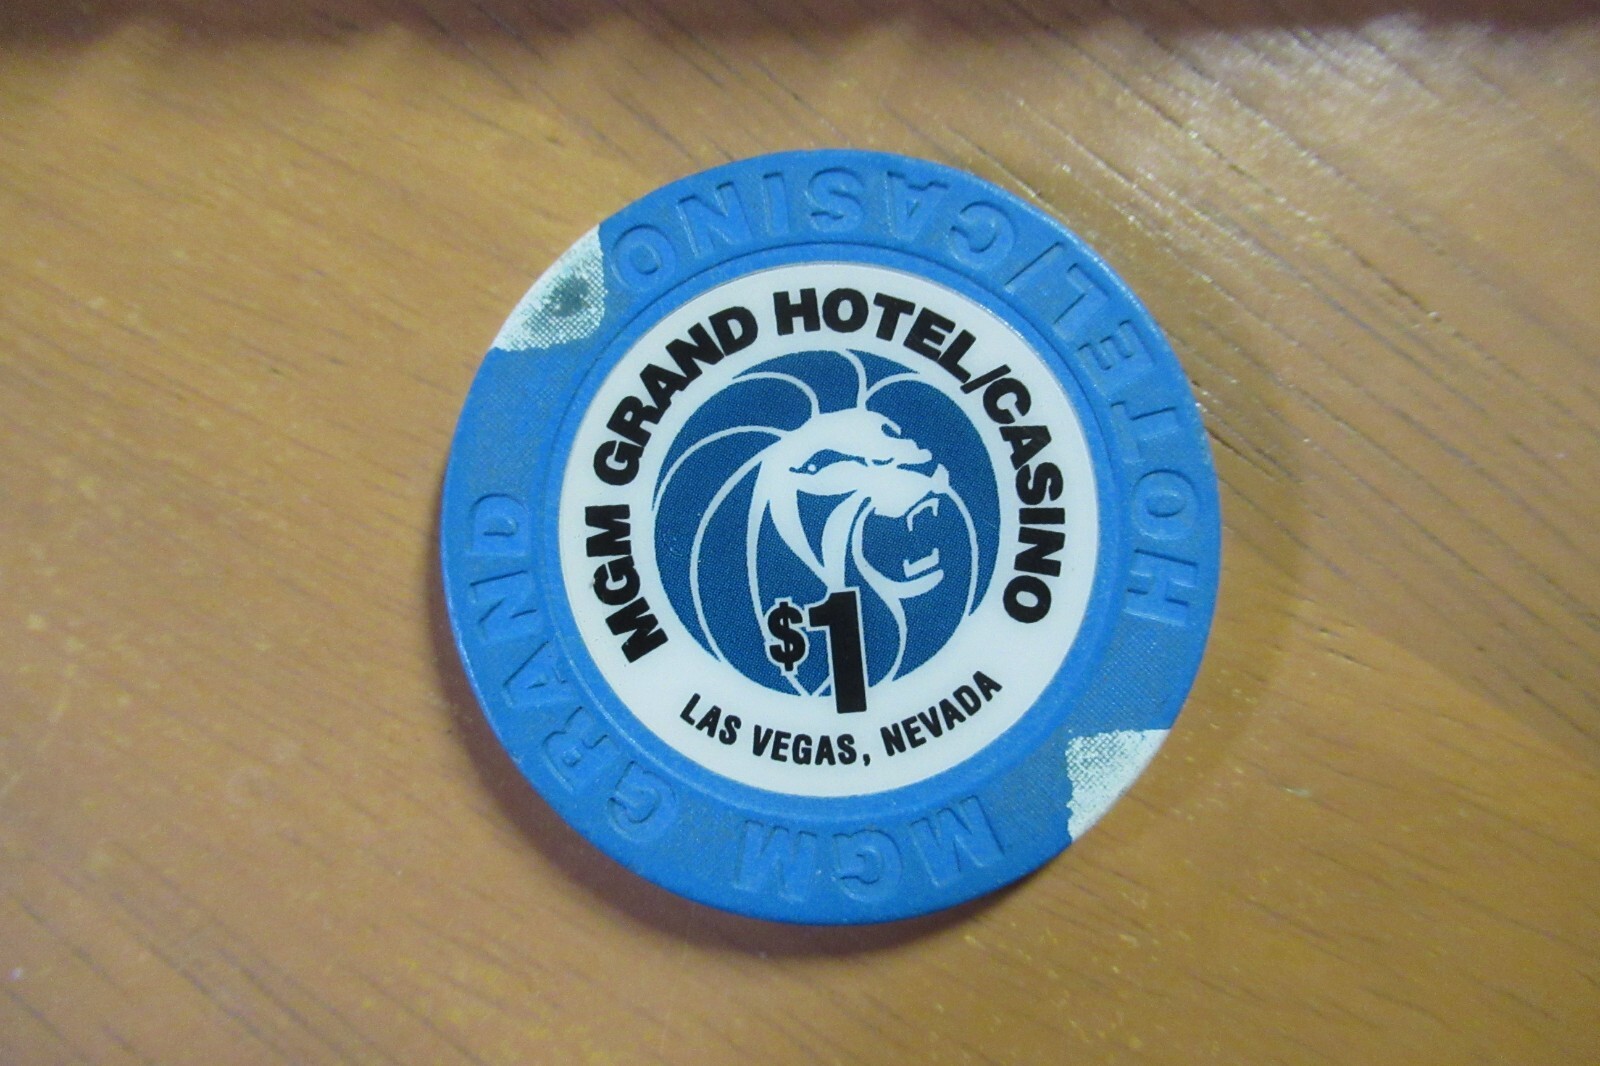 MGM GRAND HOTEL/CASINO
$1
LAS VEGAS, NEVADA
MGM GRAND HOTEL/CASINO